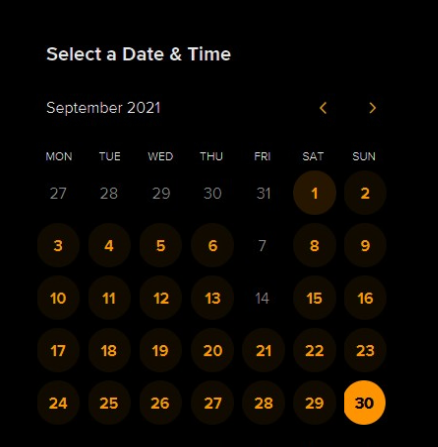 Select a Date & Time
September 2021
MON TUE WED THU FRI SAT SUN
27 28 29 30 31 1 2
3 4 5 6 7 8 9
10 11 12 13 14 15 16
17 18 19 20 21 22 23
24 25 26 27 28 29 30